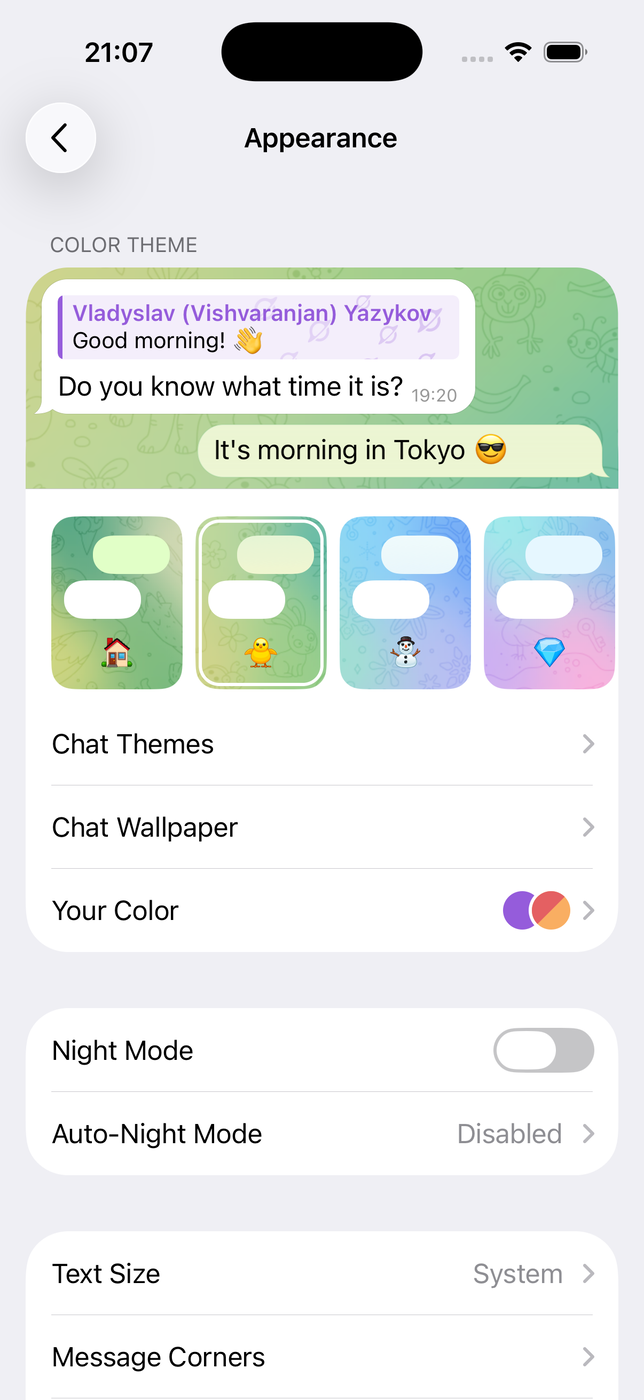 21:07
Appearance
COLOR THEME
Vladyslav (Vishvaranjan) Yazykov
Good morning! 👋
Do you know what time it is? 19:20
It's morning in Tokyo 😎
Chat Themes
Chat Wallpaper
Your Color
Night Mode
Auto-Night Mode Disabled
Text Size System
Message Corners